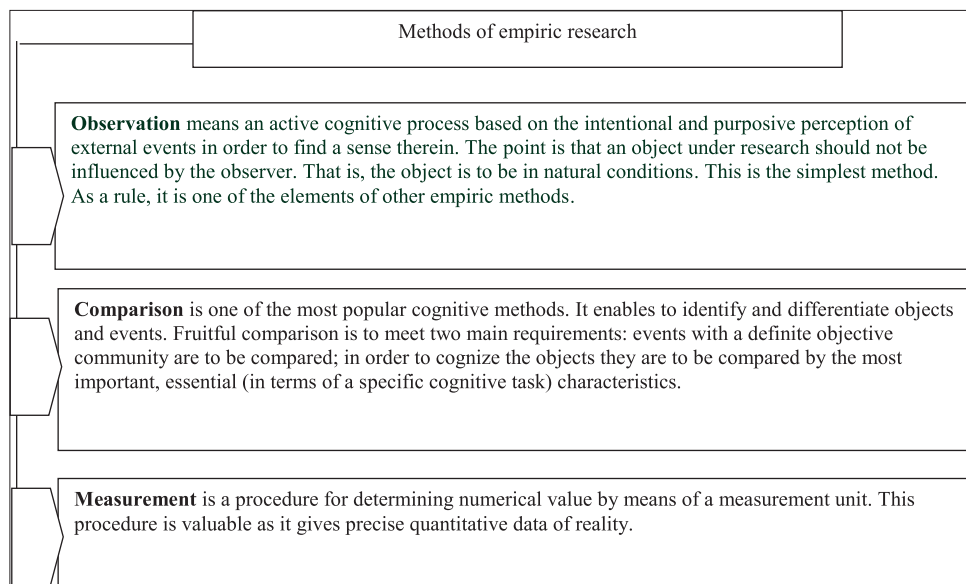 Methods of empiric research
Observation means an active cognitive process based on the intentional and purposive perception of
external events in order to find a sense therein. The point is that an object under research should not be
influenced by the observer. That is, the object is to be in natural conditions. This is the simplest method.
As a rule, it is one of the elements of other empiric methods.
Comparison is one of the most popular cognitive methods. It enables to identify and differentiate objects
and events. Fruitful comparison is to meet two main requirements: events with a definite objective
community are to be compared; in order to cognize the objects they are to be compared by the most
important, essential (in terms of a specific cognitive task) characteristics.
Measurement is a procedure for determining numerical value by means of a measurement unit. This
procedure is valuable as it gives precise quantitative data of reality.